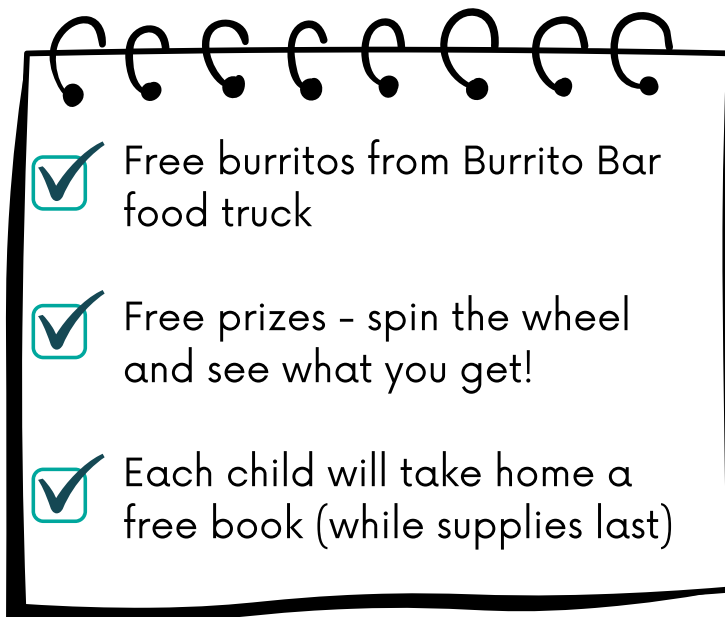 Free burritos from Burrito Bar
food truck
Free prizes - spin the wheel
and see what you get!
Each child will take home a
free book (while supplies last)